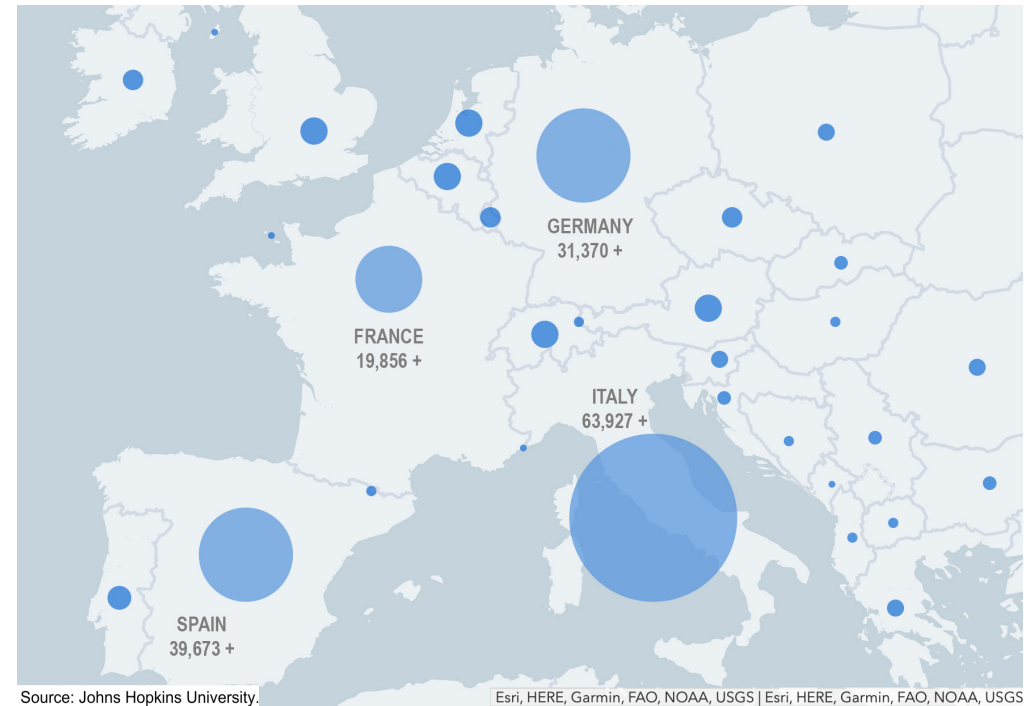 GERMANY
31,370 +
FRANCE
19,856 +
ITALY
63,927 +
SPAIN
39,673 +
Source: Johns Hopkins University.
Esri, HERE, Garmin, FAO, NOAA, USGS | Esri, HERE, Garmin, FAO, NOAA, USGS